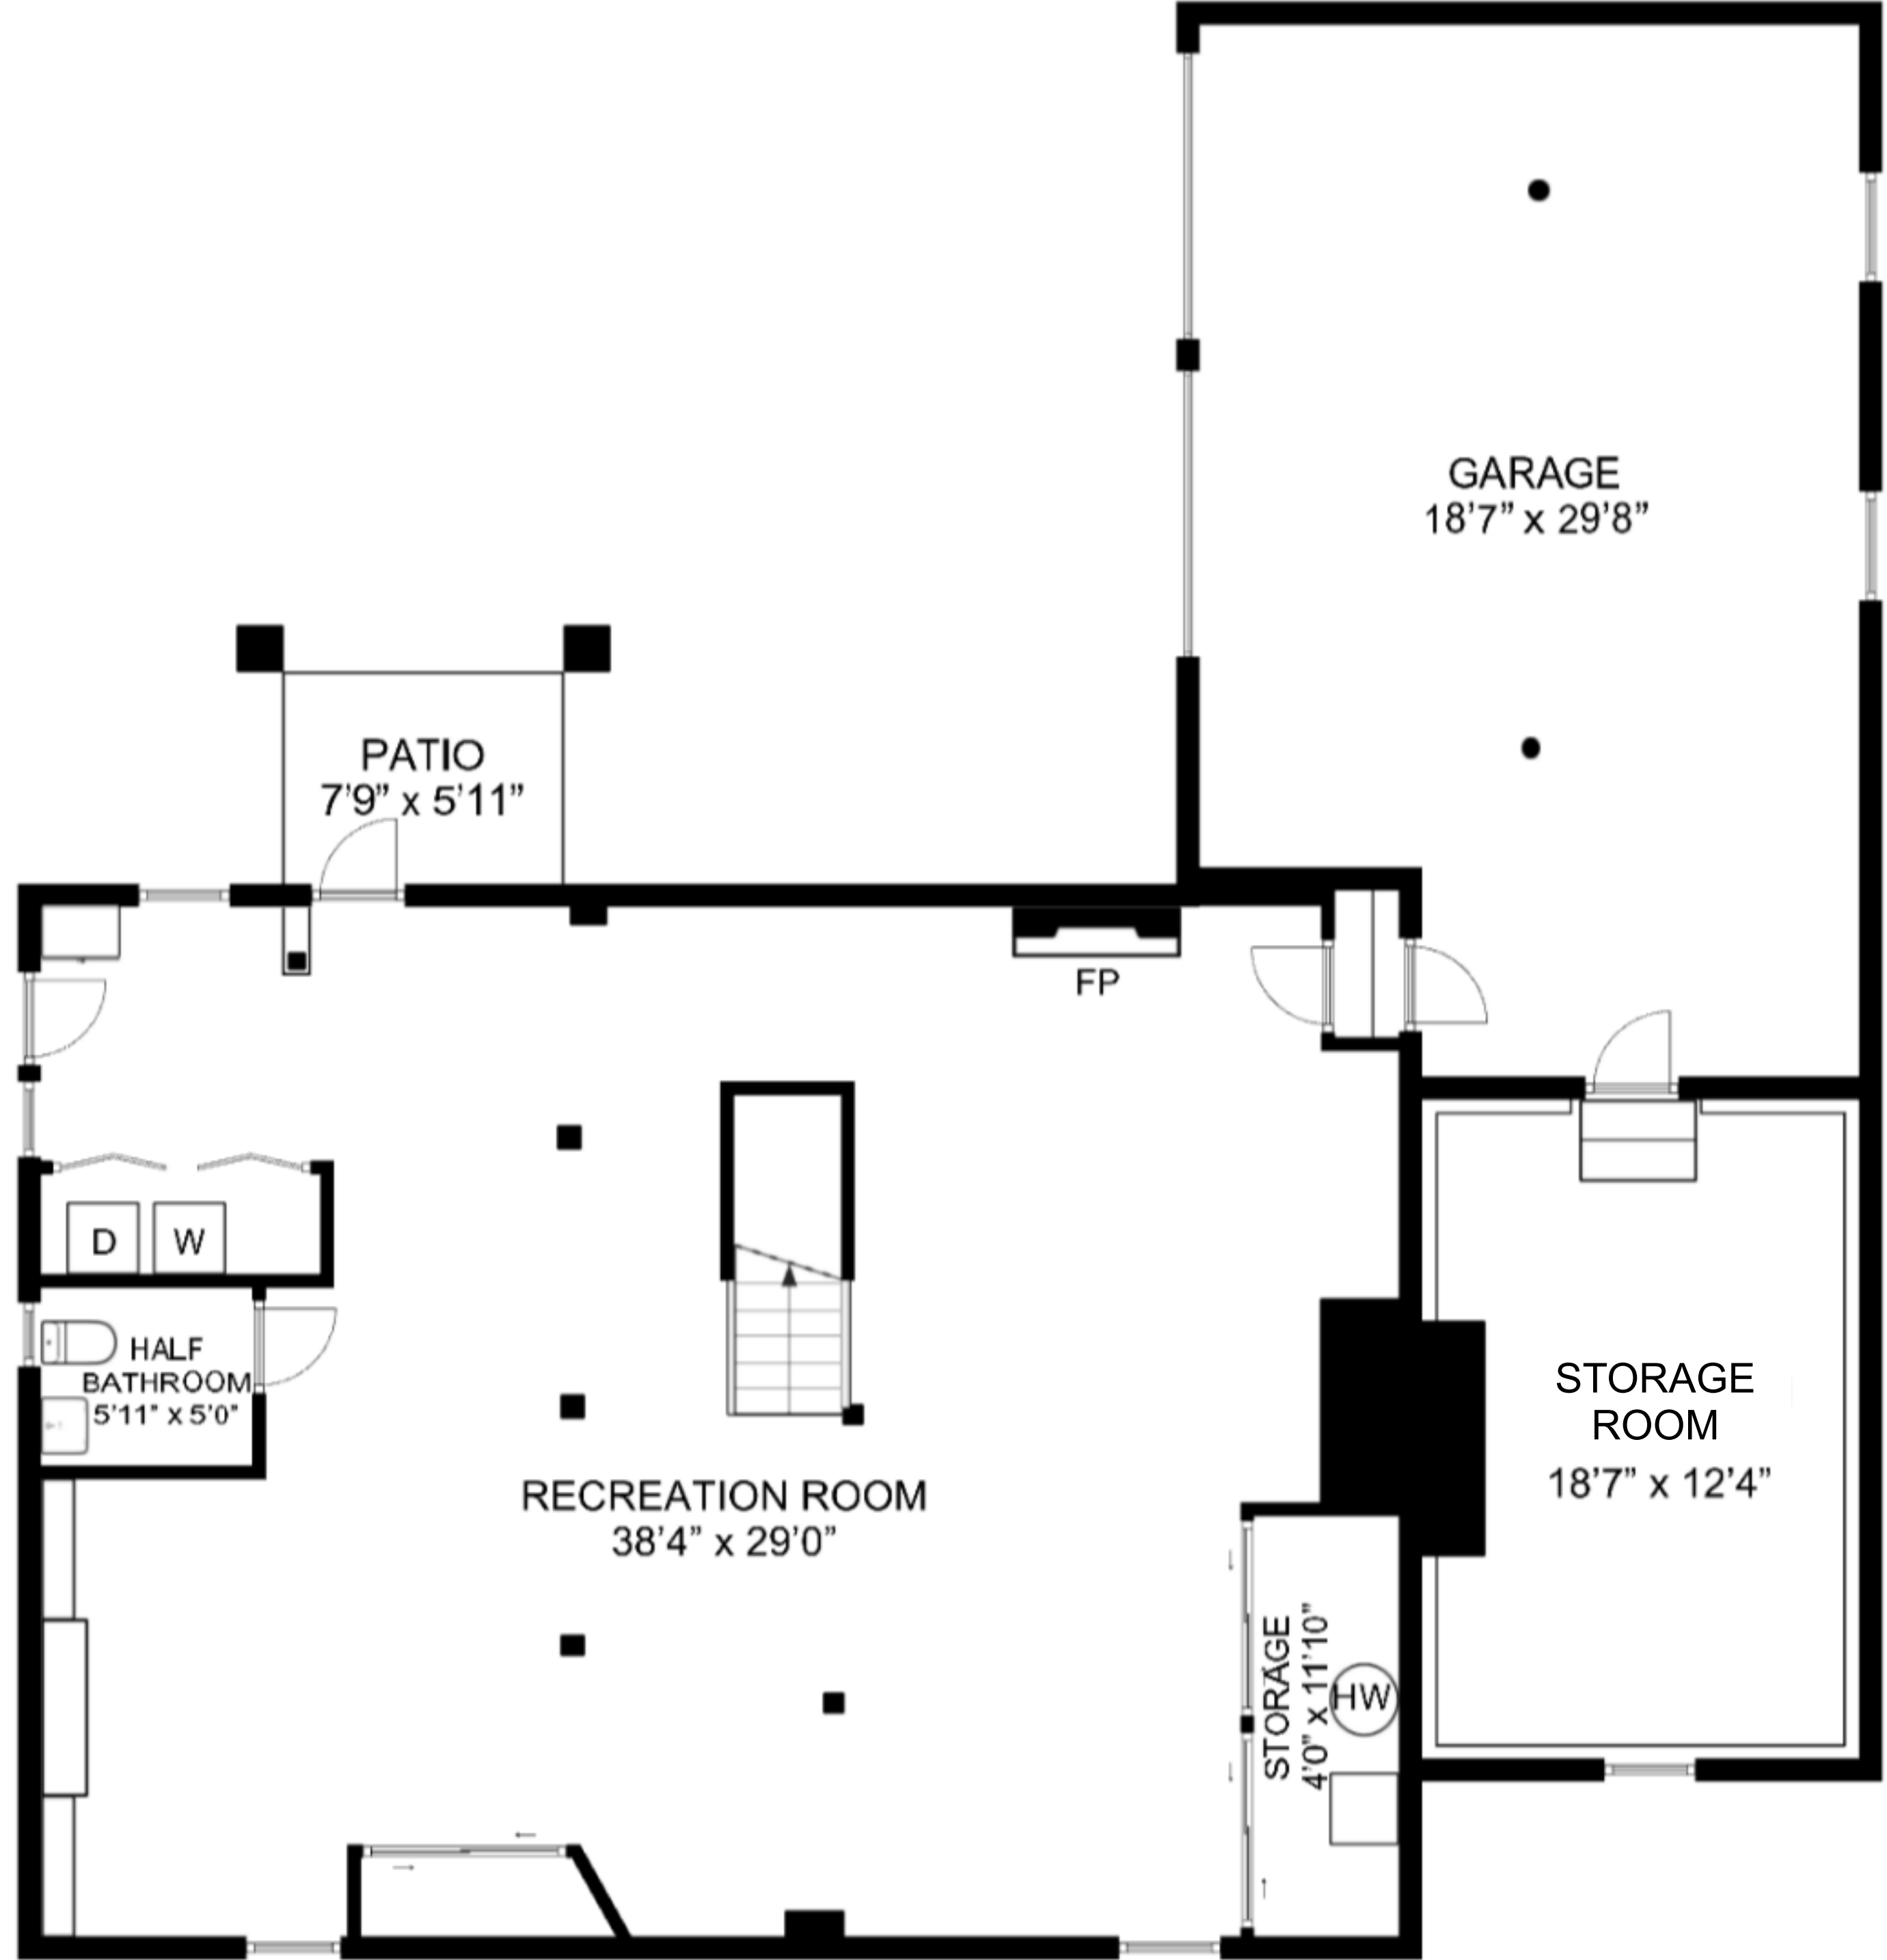 GARAGE
18’7” x 29’8”
PATIO
7’9” x 5’11”
FP
D
W
HALF
BATHROOM
5’11” x 5’0”
STORAGE
ROOM
18’7” x 12’4”
RECREATION ROOM
38’4” x 29’0”
STORAGE
4’0” x 11’10”
HW